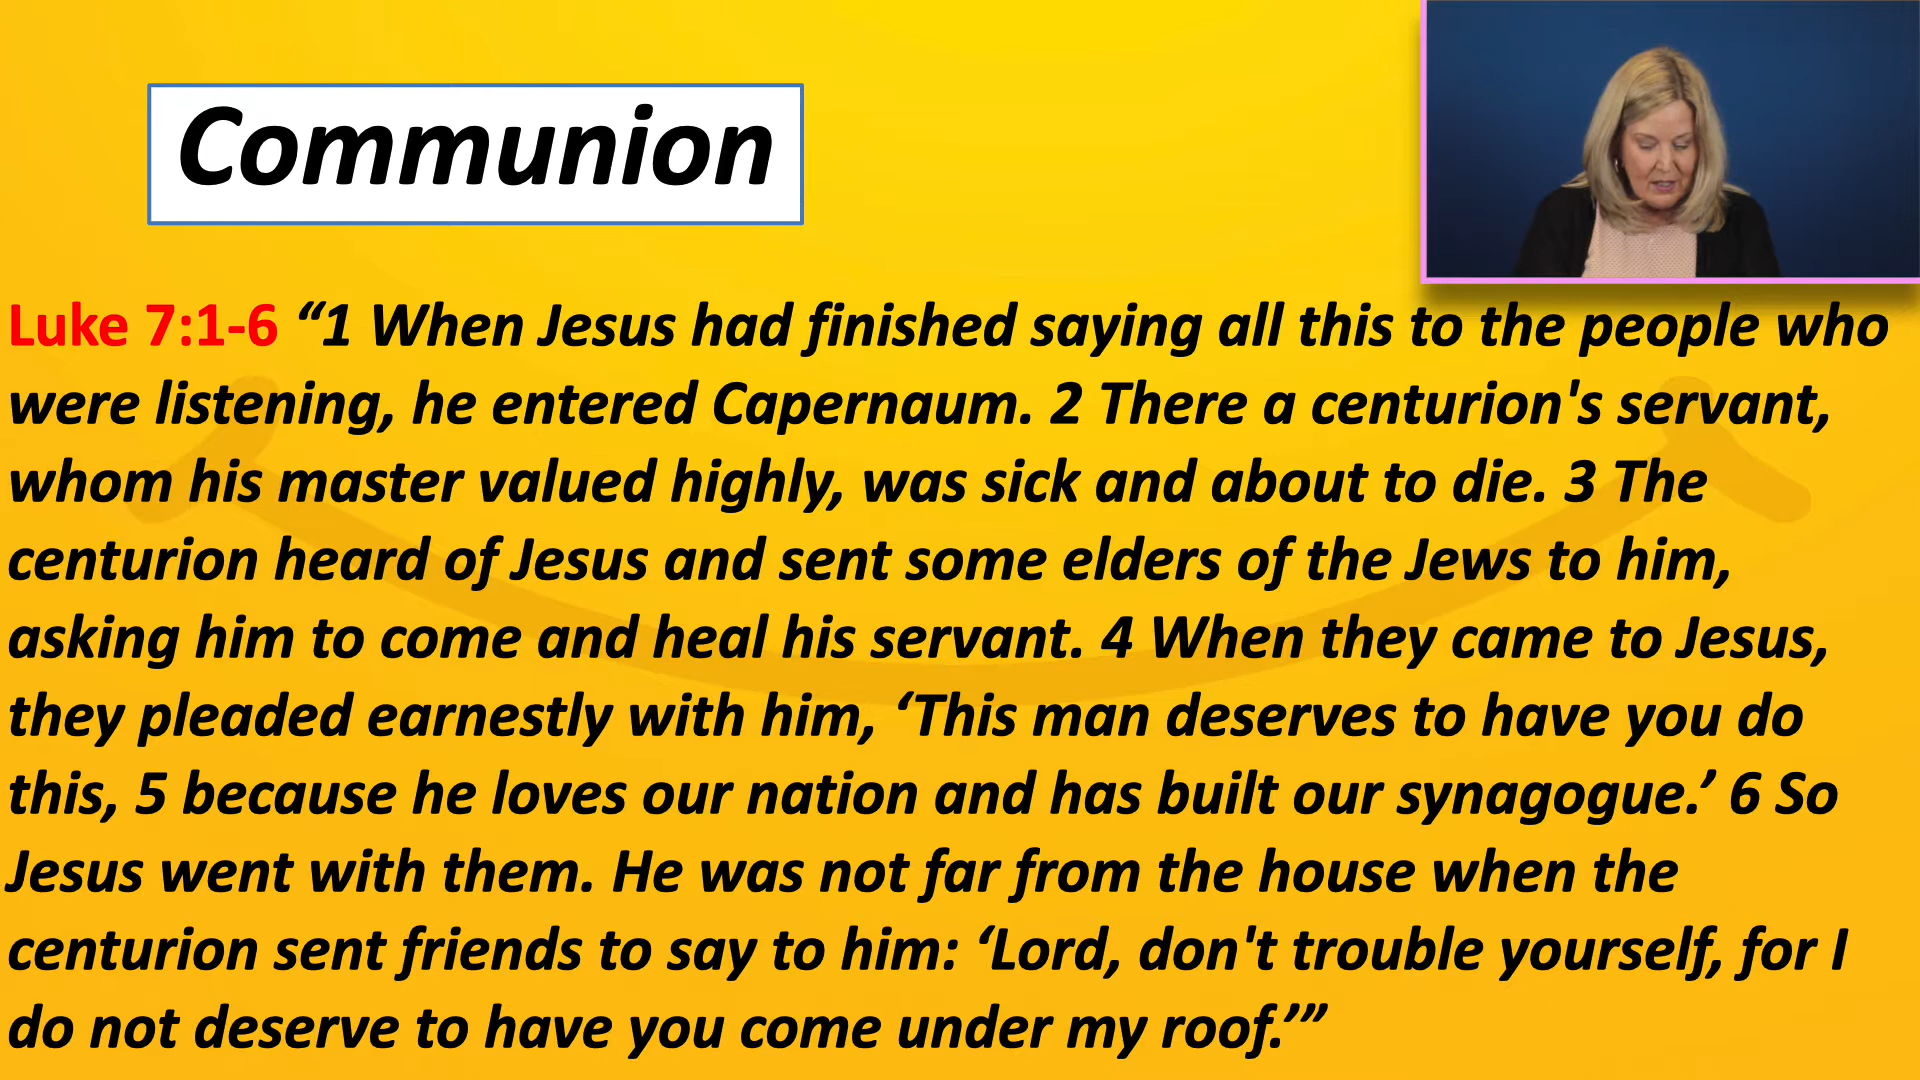 Communion
Luke 7:1-6 “1 When Jesus had finished saying all this to the people who
were listening, he entered Capernaum. 2 There a centurion's servant,
whom his master valued highly, was sick and about to die. 3 The
centurion heard of Jesus and sent some elders of the Jews to him,
asking him to come and heal his servant. 4 When they came to Jesus,
they pleaded earnestly with him, ‘This man deserves to have you do
this, 5 because he loves our nation and has built our synagogue.’ 6 So
Jesus went with them. He was not far from the house when the
centurion sent friends to say to him: ‘Lord, don't trouble yourself, for I
do not deserve to have you come under my roof.’”